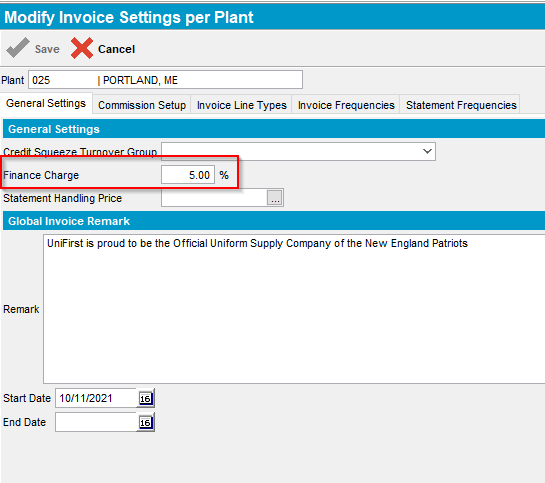 Modify Invoice Settings per Plant
Save Cancel
Plant 025 | PORTLAND, ME
General Settings Commission Setup Invoice Line Types Invoice Frequencies Statement Frequencies
General Settings
Credit Squeeze Turnover Group
Finance Charge 5.00 %
Statement Handling Price ...
Global Invoice Remark
UniFirst is proud to be the Official Uniform Supply Company of the New England Patriots
Remark
Start Date 10/11/2021 16
End Date 16